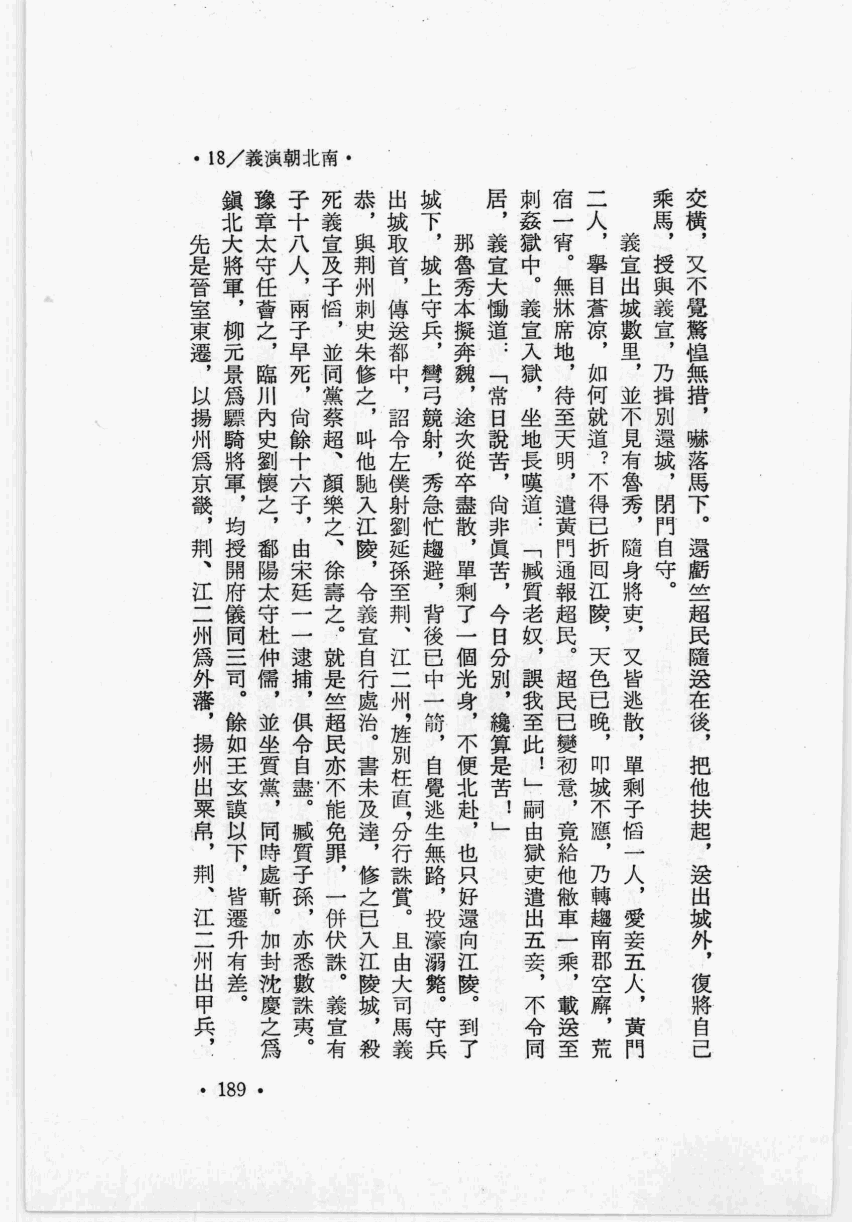 ·18/義演朝北南·
交橫，又不覺驚惶無措，嚇落馬下。還虧竺超民隨送在後，把他扶起，送出城外，復將自己
乘馬，授與義宣，乃揖別還城，閉門自守。
義宣出城數里，並不見有魯秀，隨身將吏，又皆逃散，單剩子慆一人，愛妾五人，黃門
二人，擧目蒼凉，如何就道？不得已折囘江陵，天色已晚，叩城不應，乃轉趨南郡空廨，荒
宿一宵。無牀席地，待至天明，遣黃門通報超民。超民已變初意，竟給他敝車一乘，載送至
刺姦獄中。義宣入獄，坐地長嘆道：「臧質老奴，誤我至此！」嗣由獄吏遣出五妾，不令同
居，義宣大慟道：「常日說苦，尙非眞苦，今日分別，纔算是苦！」
那魯秀本擬奔魏，途次從卒盡散，單剩了一個光身，不便北赴，也只好還向江陵。到了
城下，城上守兵，彎弓競射，秀急忙趨避，背後已中一箭，自覺逃生無路，投濠溺斃。守兵
出城取首，傳送都中，詔令左僕射劉延孫至荆、江二州，旌別枉直，分行誅賞。且由大司馬義
恭，與荆州刺史朱修之，叫他馳入江陵，令義宣自行處治。書未及達，修之已入江陵城，殺
死義宣及子慆，並同黨蔡超、顏樂之、徐壽之。就是竺超民亦不能免罪，一併伏誅。義宣有
子十八人，兩子早死，尙餘十六子，由宋廷一一逮捕，俱令自盡。臧質子孫，亦悉數誅夷。
豫章太守任薈之，臨川內史劉懷之，鄱陽太守杜仲儒，並坐質黨，同時處斬。加封沈慶之爲
鎭北大將軍，柳元景爲驃騎將軍，均授開府儀同三司。餘如王玄謨以下，皆遷升有差。
先是晉室東遷，以揚州爲京畿，荆、江二州爲外藩，揚州出粟帛，荆、江二州出甲兵，
·189·